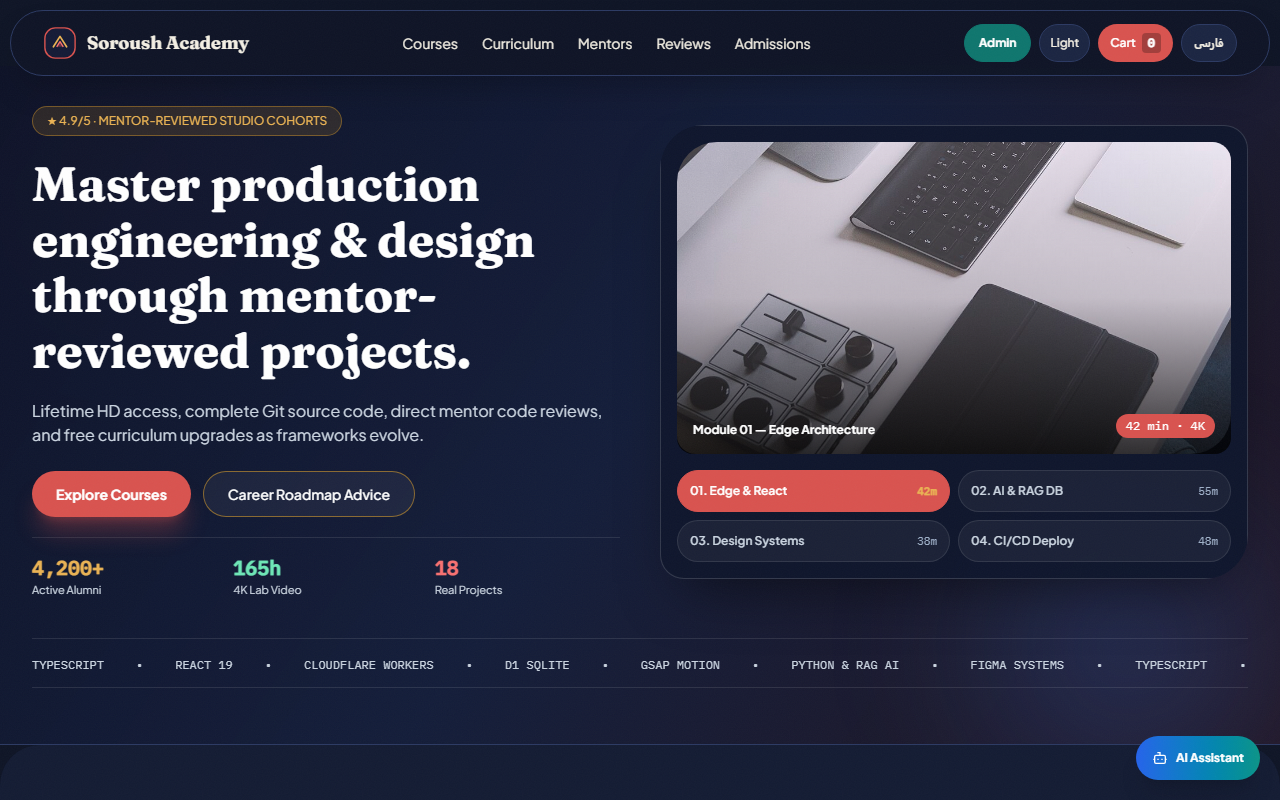 Soroush Academy
Courses
Curriculum
Mentors
Reviews
Admissions
Admin
Light
Cart 0
فارسی
★ 4.9/5 · MENTOR-REVIEWED STUDIO COHORTS
Master production
engineering & design
through mentor-
reviewed projects.
Lifetime HD access, complete Git source code, direct mentor code reviews,
and free curriculum upgrades as frameworks evolve.
Explore Courses
Career Roadmap Advice
4,200+
Active Alumni
165h
4K Lab Video
18
Real Projects
Module 01 — Edge Architecture
42 min · 4K
01. Edge & React 42m
02. AI & RAG DB 55m
03. Design Systems 38m
04. CI/CD Deploy 48m
TYPESCRIPT • REACT 19 • CLOUDFLARE WORKERS • D1 SQLITE • GSAP MOTION • PYTHON & RAG AI • FIGMA SYSTEMS • TYPESCRIPT •
AI Assistant